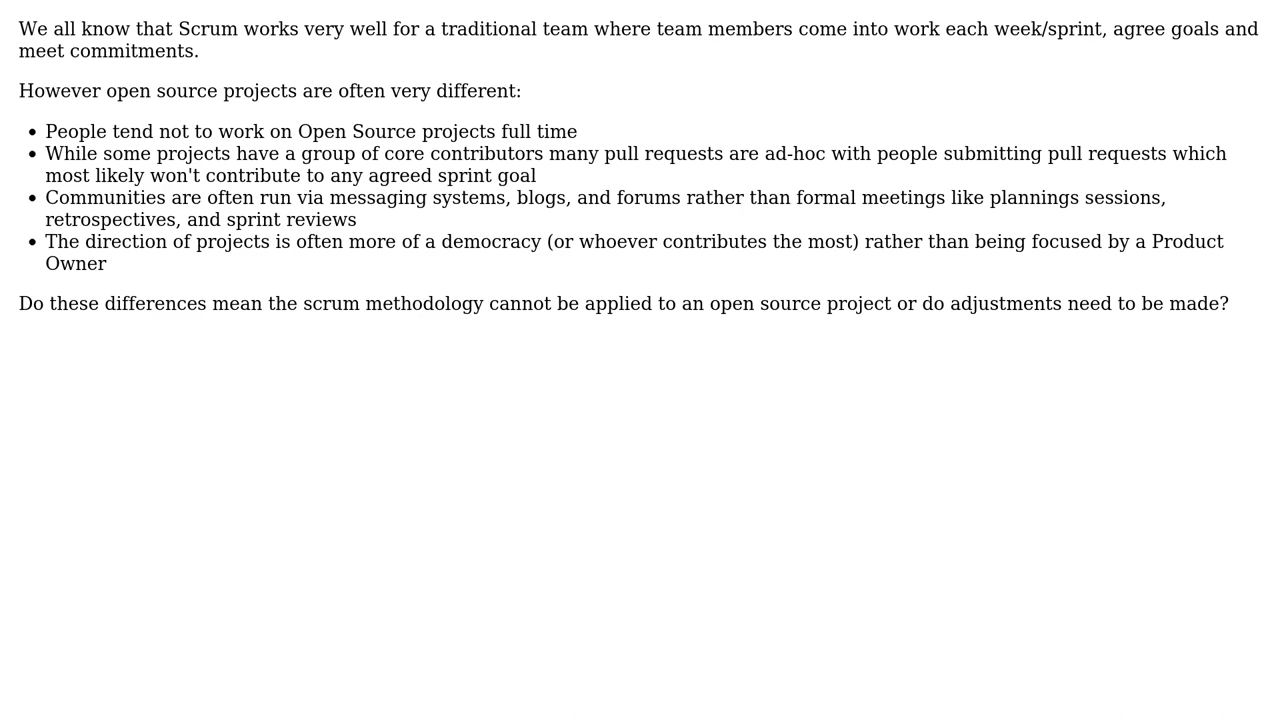 We all know that Scrum works very well for a traditional team where team members come into work each week/sprint, agree goals and
meet commitments.
However open source projects are often very different:
• People tend not to work on Open Source projects full time
• While some projects have a group of core contributors many pull requests are ad-hoc with people submitting pull requests which
most likely won't contribute to any agreed sprint goal
• Communities are often run via messaging systems, blogs, and forums rather than formal meetings like plannings sessions,
retrospectives, and sprint reviews
• The direction of projects is often more of a democracy (or whoever contributes the most) rather than being focused by a Product
Owner
Do these differences mean the scrum methodology cannot be applied to an open source project or do adjustments need to be made?